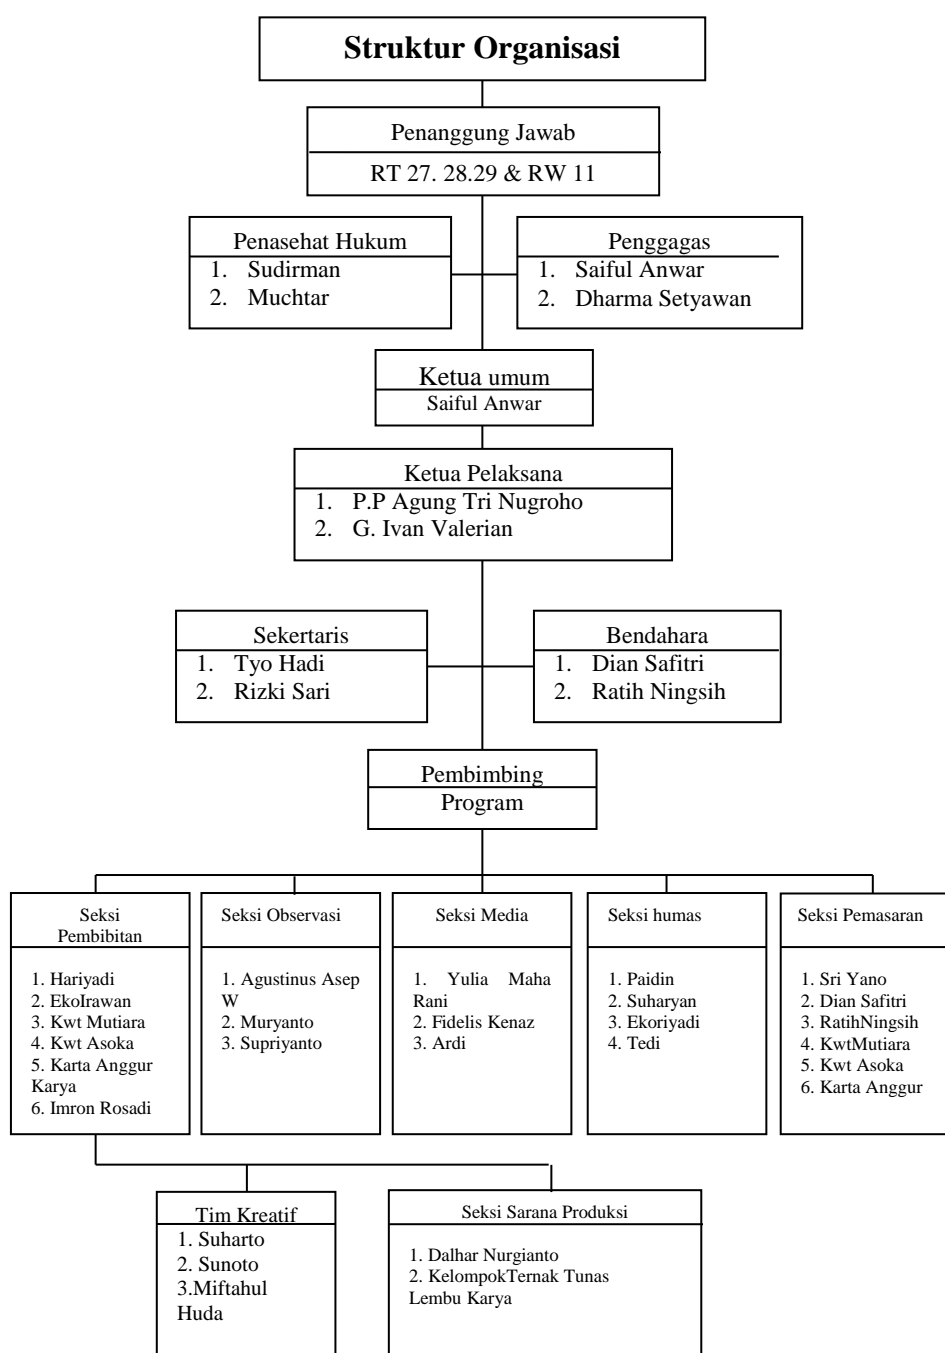 Struktur Organisasi
Penanggung Jawab
RT 27. 28.29 & RW 11
Penasehat Hukum
1. Sudirman
2. Muchtar
Penggagas
1. Saiful Anwar
2. Dharma Setyawan
Ketua umum
Saiful Anwar
Ketua Pelaksana
1. P.P Agung Tri Nugroho
2. G. Ivan Valerian
Sekertaris
1. Tyo Hadi
2. Rizki Sari
Bendahara
1. Dian Safitri
2. Ratih Ningsih
Pembimbing
Program
Seksi
Pembibitan
1. Hariyadi
2. EkoIrawan
3. Kwt Mutiara
4. Kwt Asoka
5. Karta Anggur
Karya
6. Imron Rosadi
Seksi Observasi
1. Agustinus Asep
W
2. Muryanto
3. Supriyanto
Seksi Media
1. Yulia Maha
Rani
2. Fidelis Kenaz
3. Ardi
Seksi humas
1. Paidin
2. Suharyan
3. Ekoriyadi
4. Tedi
Seksi Pemasaran
1. Sri Yano
2. Dian Safitri
3. RatihNingsih
4. KwtMutiara
5. Kwt Asoka
6. Karta Anggur
Tim Kreatif
1. Suharto
2. Sunoto
3.Miftahul
Huda
Seksi Sarana Produksi
1. Dalhar Nurgianto
2. KelompokTernak Tunas
Lembu Karya